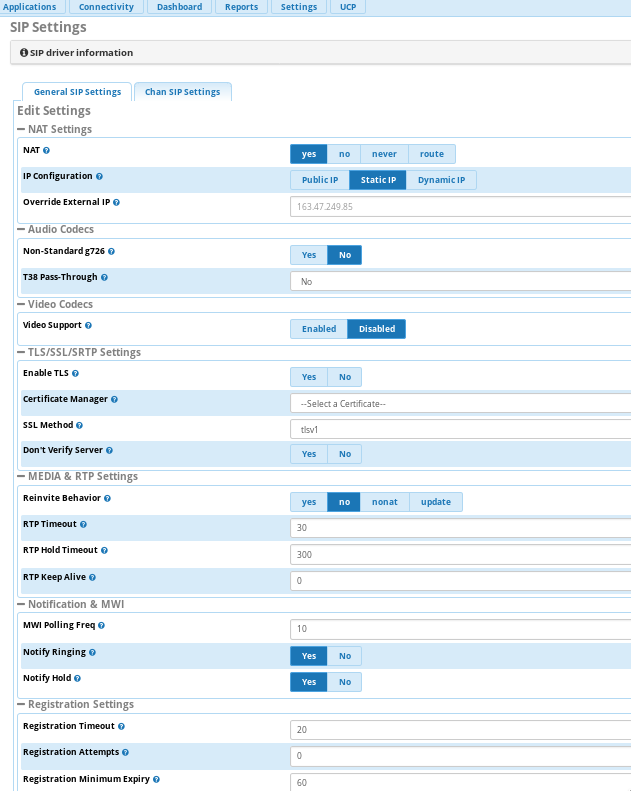 Applications Connectivity Dashboard Reports Settings UCP
SIP Settings
SIP driver information
General SIP Settings Chan SIP Settings
Edit Settings
NAT Settings
NAT yes no never route
IP Configuration Public IP Static IP Dynamic IP
Override External IP 163.47.249.85
Audio Codecs
Non-Standard g726 Yes No
T38 Pass-Through No
Video Codecs
Video Support Enabled Disabled
TLS/SSL/SRTP Settings
Enable TLS Yes No
Certificate Manager --Select a Certificate--
SSL Method tlsv1
Don't Verify Server Yes No
MEDIA & RTP Settings
Reinvite Behavior yes no nonat update
RTP Timeout 30
RTP Hold Timeout 300
RTP Keep Alive 0
Notification & MWI
MWI Polling Freq 10
Notify Ringing Yes No
Notify Hold Yes No
Registration Settings
Registration Timeout 20
Registration Attempts 0
Registration Minimum Expiry 60